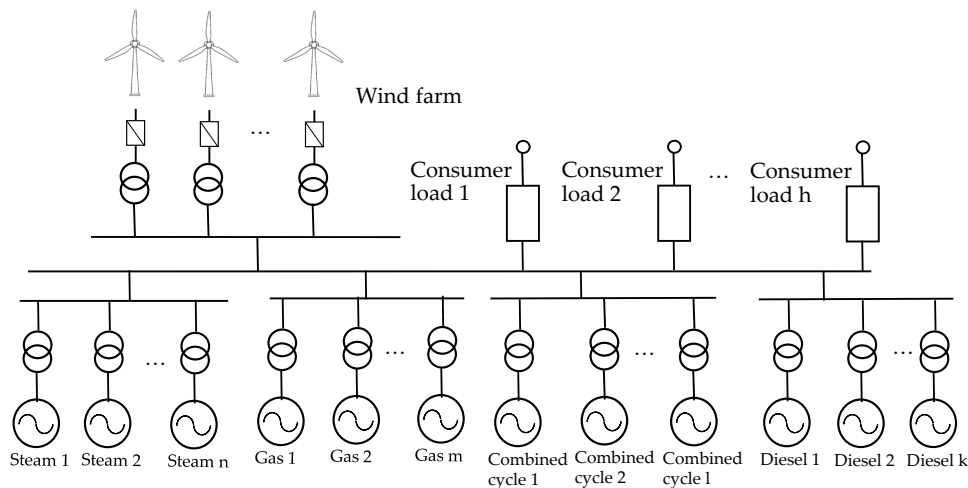 Wind farm
...
Consumer
load 1
Consumer
load 2
...
Consumer
load h
...
...
...
...
Steam 1
Steam 2
Steam n
Gas 1
Gas 2
Gas m
Combined
cycle 1
Combined
cycle 2
Combined
cycle l
Diesel 1
Diesel 2
Diesel k